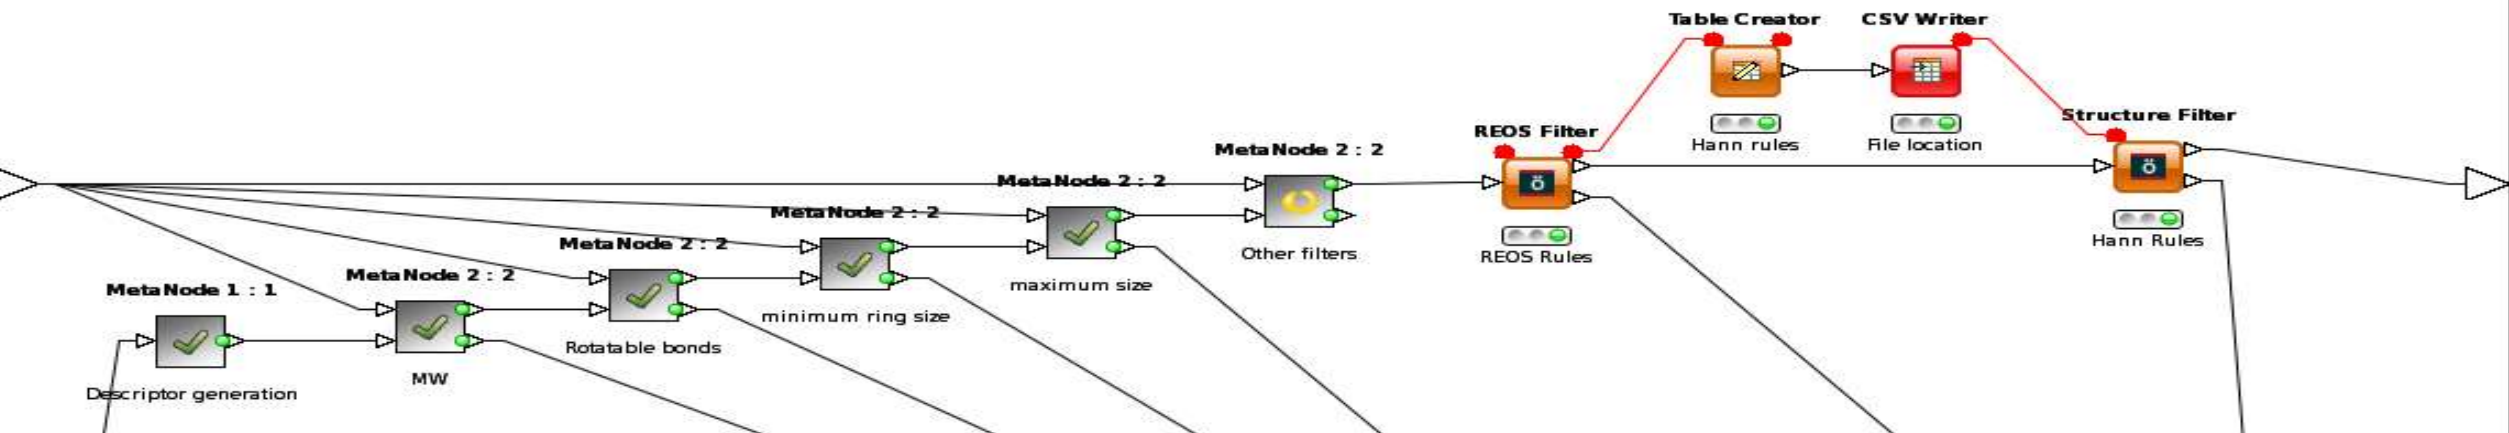 Table Creator
CSV Writer
Structure Filter
REOS Filter
Hann rules
File location
MetaNode 2 : 2
MetaNode 2 : 2
MetaNode 2 : 2
MetaNode 2 : 2
MetaNode 2 : 2
MetaNode 1 : 1
ö
ö
Hann Rules
REOS Rules
Other filters
maximum size
minimum ring size
Rotatable bonds
MW
Descriptor generation